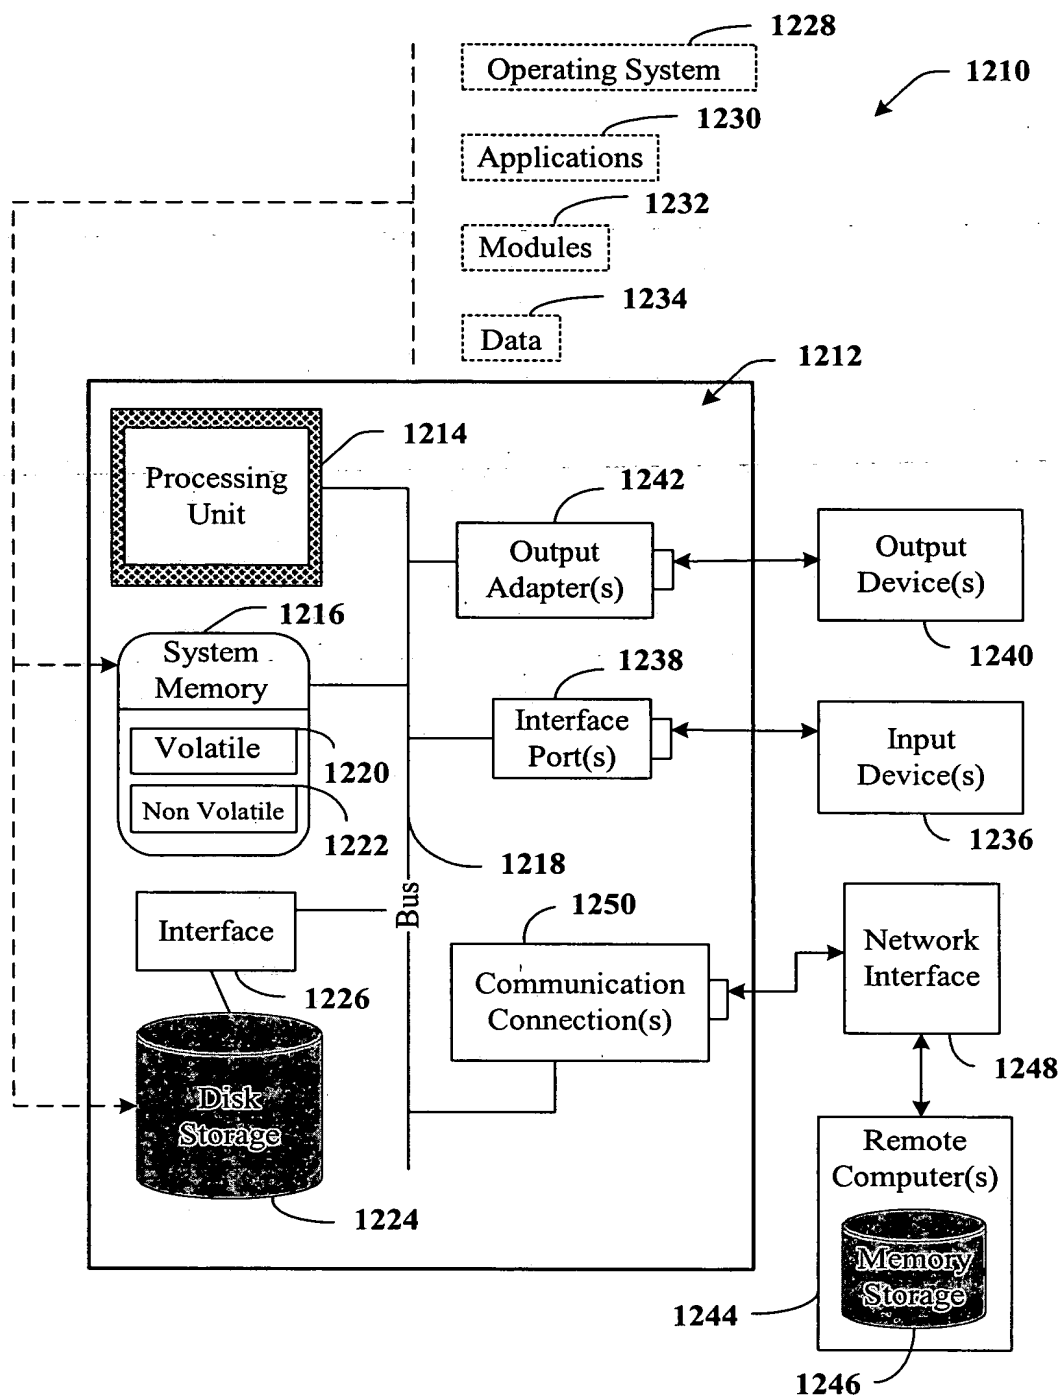 1228
Operating System
1210
1230
Applications
1232
Modules
1234
Data
1212
1214
Processing
Unit
1242
Output
Adapter(s)
Output
Device(s)
1240
1216
System
Memory
Volatile
1220
Non Volatile
1222
1238
Interface
Port(s)
Input
Device(s)
1236
1218
Bus
Interface
1226
1250
Communication
Connection(s)
Network
Interface
1248
Disk
Storage
1224
Remote
Computer(s)
Memory
Storage
1244
1246